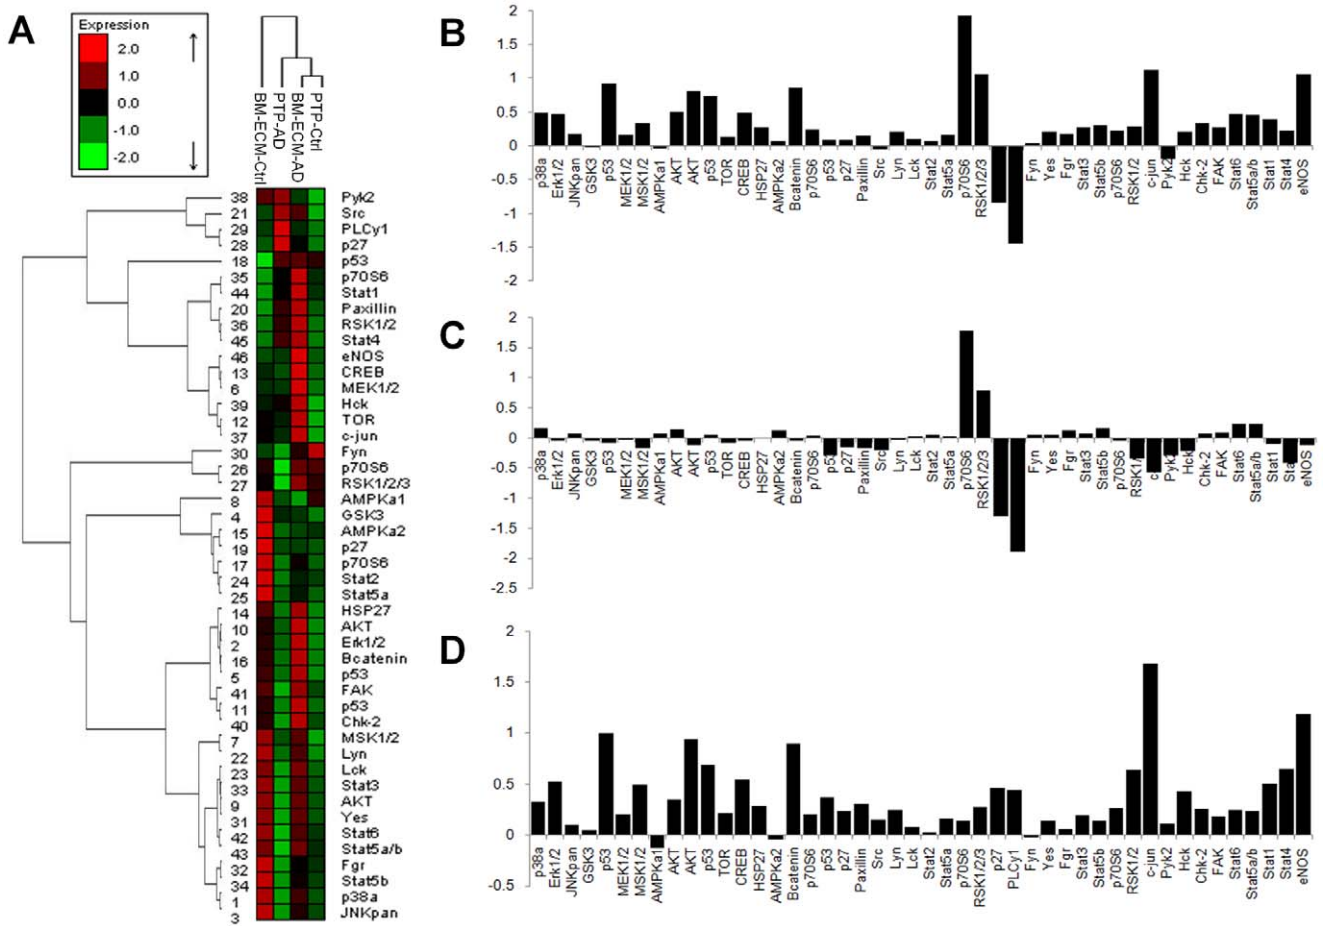 A
Expression
2.0
1.0
0.0
-1.0
-2.0
BM-ECM-Ctrl
PTP-AD
BM-ECM-AD
PTP-Ctrl
38 Pyk2
21 Src
29 PLCy1
28 p27
18 p53
35 p70S6
44 Stat1
20 Paxillin
36 RSK1/2
45 Stat4
46 eNOS
13 CREB
6 MEK1/2
39 Hck
12 TOR
37 c-jun
30 Fyn
26 p70S6
27 RSK1/2/3
8 AMPKa1
4 GSK3
15 AMPKa2
19 p27
17 p70S6
24 Stat2
25 Stat5a
14 HSP27
10 AKT
2 Erk1/2
16 Bcatenin
5 p53
41 FAK
11 p53
40 Chk-2
7 MSK1/2
22 Lyn
23 Lck
33 Stat3
9 AKT
31 Yes
42 Stat6
43 Stat5a/b
32 Fgr
34 Stat5b
1 p38a
3 JNKpan
B
2
1.5
1
0.5
0
-0.5
-1
-1.5
-2
p38a Erk1/2 JNKpan GSK3 p53 MEK1/2 MSK1/2 AMPKa1 AKT AKT p53 TOR CREB HSP27 AMPKa2 Bcatenin p70S6 p53 p27 Paxillin Src Lyn Lck Stat2 Stat5a p70S6 RSK1/2/3 Fyn Yes Fgr Stat3 Stat5b p70S6 RSK1/2 c-jun Pyk2 Hck Chk-2 FAK Stat6 Stat5a/b Stat1 Stat4 eNOS
C
2
1.5
1
0.5
0
-0.5
-1
-1.5
-2
-2.5
p38a Erk1/2 JNKpan GSK3 p53 MEK1/2 MSK1/2 AMPKa1 AKT AKT p53 TOR CREB HSP27 AMPKa2 Bcatenin p70S6 p53 p27 Paxillin Src Lyn Lck Stat2 Stat5a p70S6 RSK1/2/3 Fyn Yes Fgr Stat3 Stat5b p70S6 RSK1/ c Pyk2 Hck Chk-2 FAK Stat6 Stat5a/b Stat1 Sta eNOS
D
2
1.5
1
0.5
0
-0.5
p38a Erk1/2 JNKpan GSK3 p53 MEK1/2 MSK1/2 AMPKa1 AKT AKT p53 TOR CREB HSP27 AMPKa2 Bcatenin p70S6 p53 p27 Paxillin Src Lyn Lck Stat2 Stat5a p70S6 RSK1/2/3 p27 PLCy1 Fyn Yes Fgr Stat3 Stat5b p70S6 RSK1/2 c-jun Pyk2 Hck Chk-2 FAK Stat6 Stat5a/b Stat1 Stat4 eNOS